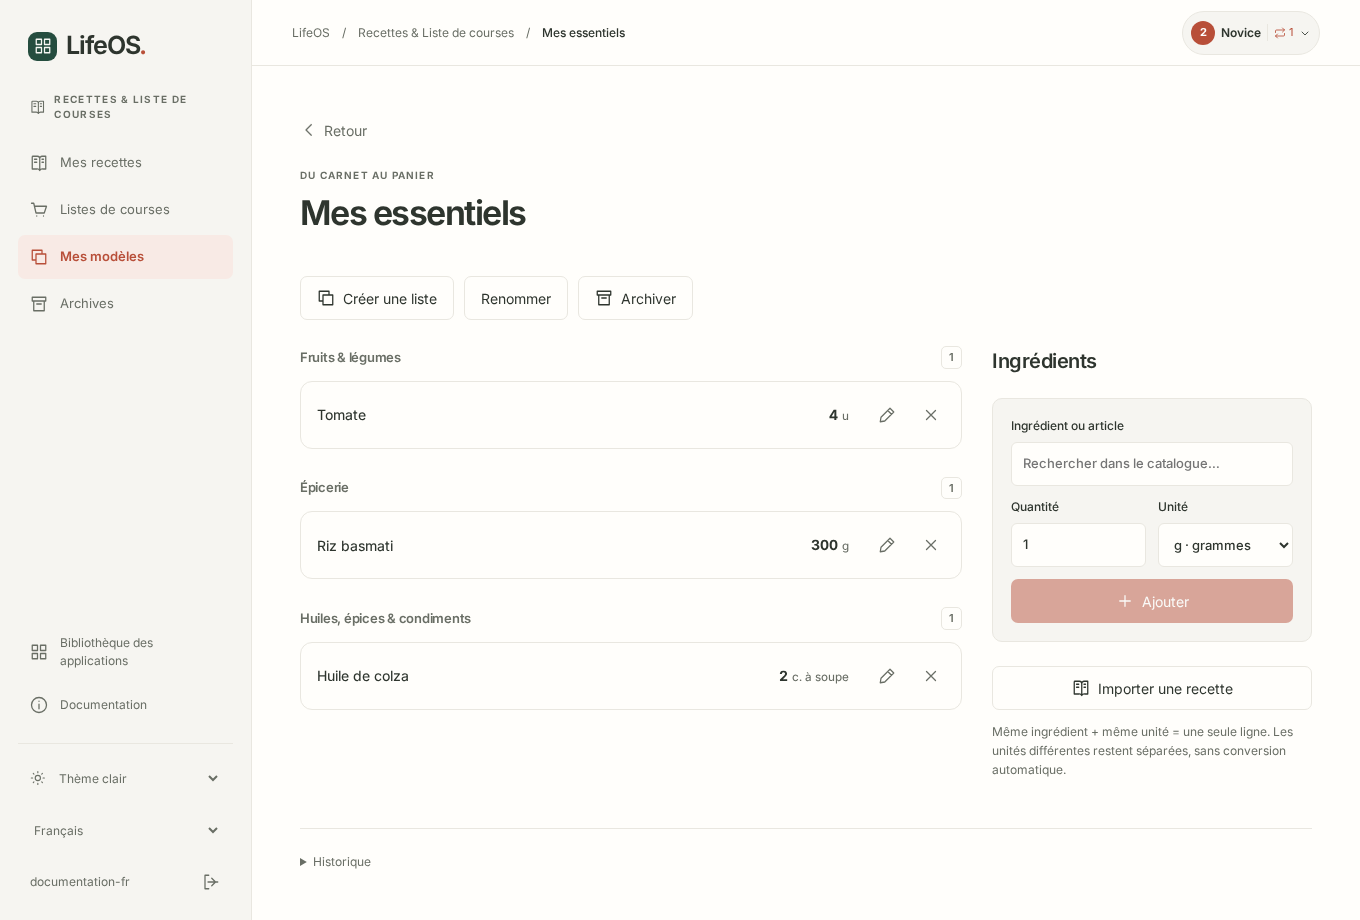 LifeOS.
RECETTES & LISTE DE
COURSES
Mes recettes
Listes de courses
Mes modèles
Archives
Bibliothèque des
applications
Documentation
Thème clair
Français
documentation-fr
LifeOS / Recettes & Liste de courses / Mes essentiels
2 Novice 1
Retour
DU CARNET AU PANIER
Mes essentiels
Créer une liste
Renommer
Archiver
Fruits & légumes 1
Tomate 4 u
Épicerie 1
Riz basmati 300 g
Huiles, épices & condiments 1
Huile de colza 2 c. à soupe
Ingrédients
Ingrédient ou article
Rechercher dans le catalogue...
Quantité Unité
1 g · grammes
Ajouter
Importer une recette
Même ingrédient + même unité = une seule ligne. Les
unités différentes restent séparées, sans conversion
automatique.
Historique